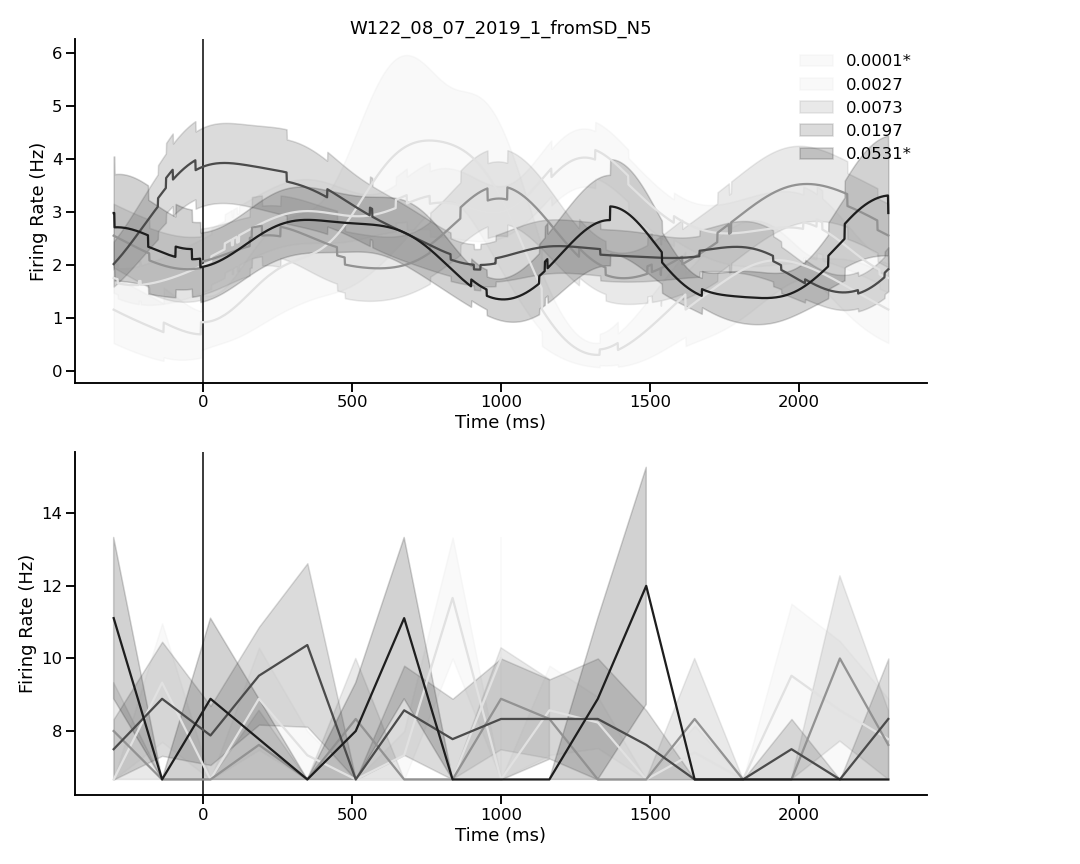 W122_08_07_2019_1_fromSD_N5
6
5
4
3
2
1
0
Firing Rate (Hz)
0.0001*
0.0027
0.0073
0.0197
0.0531*
0 500 1000 1500 2000
Time (ms)
14
12
10
8
Firing Rate (Hz)
0 500 1000 1500 2000
Time (ms)